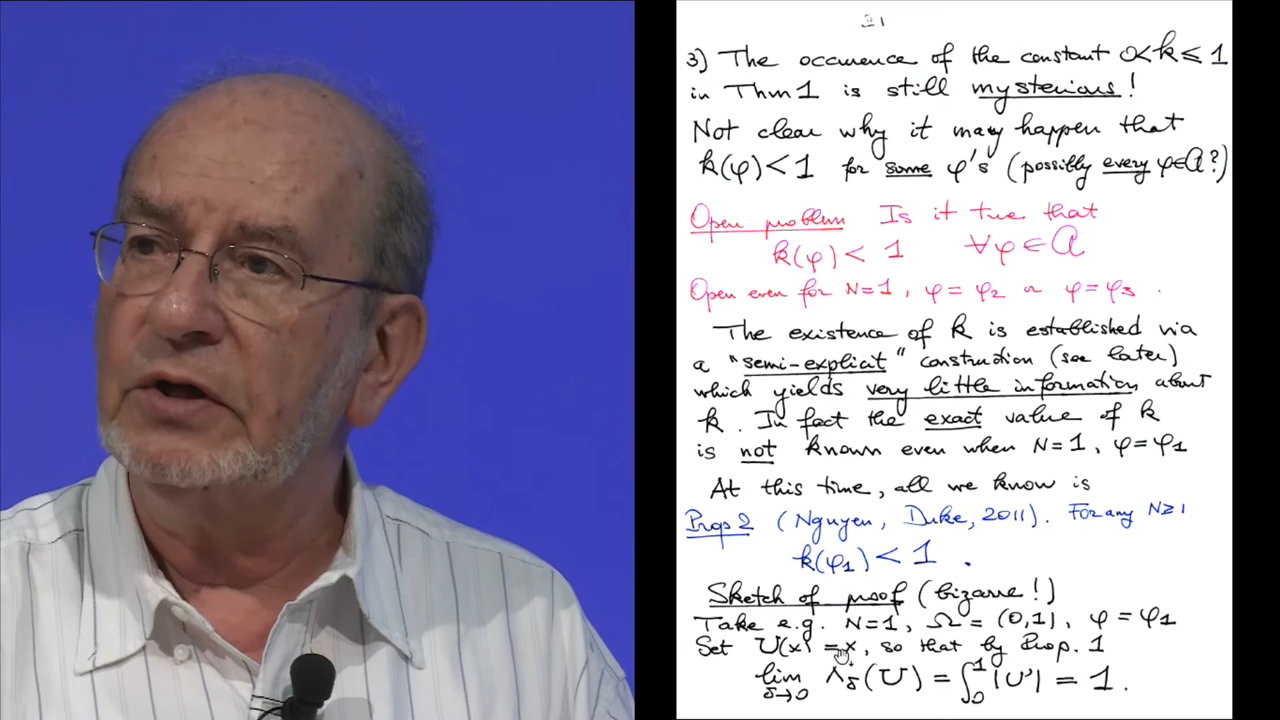 21
3) The occurence of the constant 0<k≤1
in Thm 1 is still mysterious!
Not clear why it may happen that
k(φ)<1 for some φ's (possibly every φ∈A?)
Open problem Is it true that
k(φ) < 1 ∀φ ∈ A
Open even for N=1, φ=φ₂ or φ=φ₃.
The existence of k is established via
a "semi-explicit" construction (see later)
which yields very little information about
k. In fact the exact value of k
is not known even when N=1, φ=φ₁
At this time, all we know is
Prop 2 (Nguyen, Duke, 2011). For any N≥1
k(φ₁) < 1.
Sketch of proof (bizarre!)
Take e.g. N=1, Ω=(0,1), φ=φ₁
Set U(x)=x, so that by Prop. 1
lim δ→0 Λδ(U) = ∫₀¹ |U'| = 1.